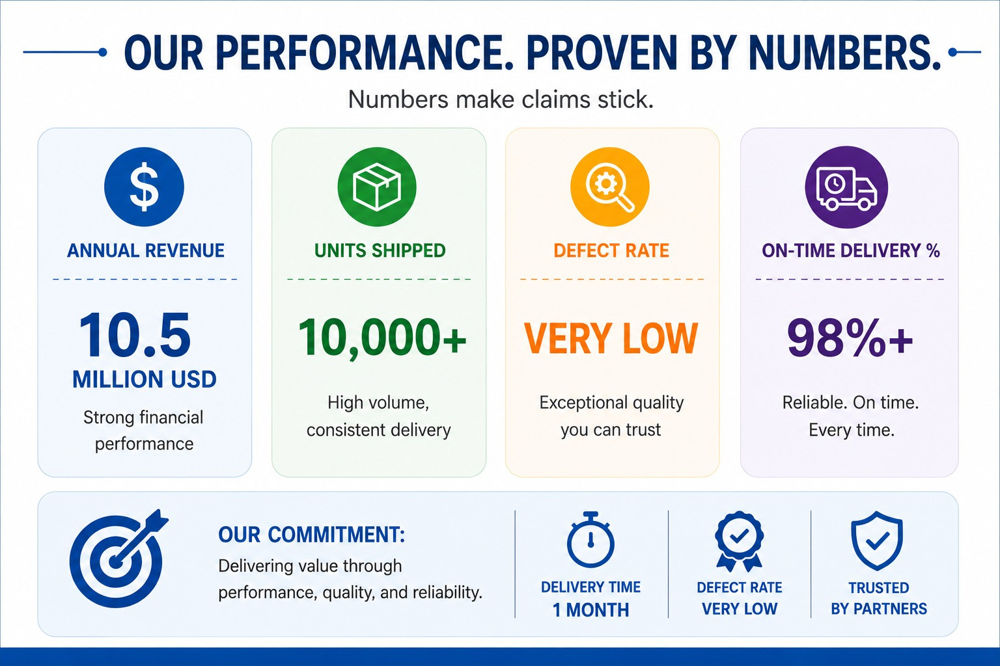 OUR PERFORMANCE. PROVEN BY NUMBERS.
Numbers make claims stick.
$
ANNUAL REVENUE
10.5
MILLION USD
Strong financial
performance
UNITS SHIPPED
10,000+
High volume,
consistent delivery
DEFECT RATE
VERY LOW
Exceptional quality
you can trust
ON-TIME DELIVERY %
98%+
Reliable. On time.
Every time.
OUR COMMITMENT:
Delivering value through
performance, quality, and reliability.
DELIVERY TIME
1 MONTH
DEFECT RATE
VERY LOW
TRUSTED
BY PARTNERS